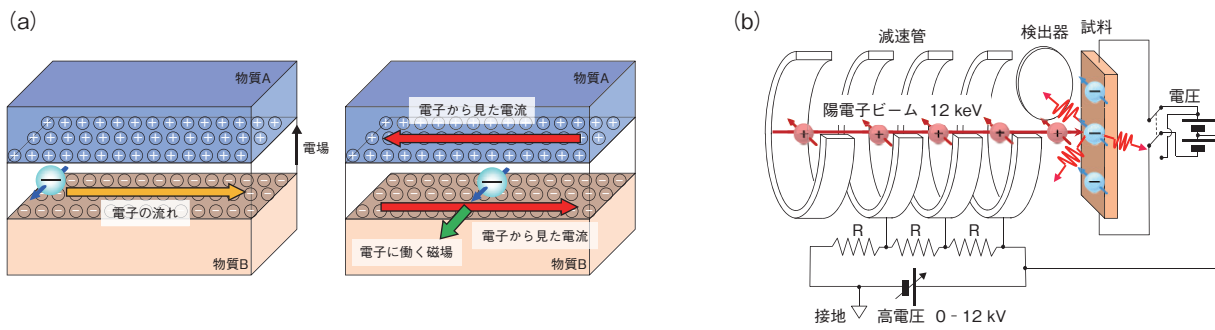 (a)
物質A
電場
電子の流れ
物質B
物質A
電子から見た電流
電子に働く磁場
電子から見た電流
物質B
(b)
減速管
検出器
試料
陽電子ビーム 12 keV
電圧
R
R
R
接地
高電圧 0 - 12 kV